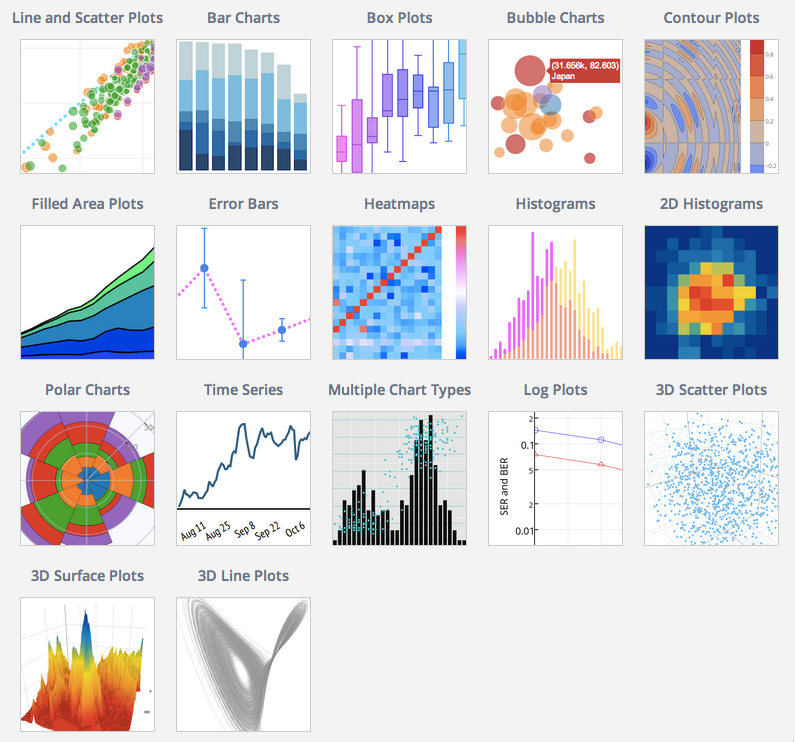 Line and Scatter Plots
Bar Charts
Box Plots
Bubble Charts
Contour Plots
(31.656k, 82.603)
Japan
0.8
0.6
0.4
0.2
0
−0.2
Filled Area Plots
Error Bars
Heatmaps
Histograms
2D Histograms
Polar Charts
Time Series
Multiple Chart Types
Log Plots
3D Scatter Plots
Aug 11
Aug 25
Sep 8
Sep 22
Oct 6
SER and BER
2
0.1
5
2
0.01
3D Surface Plots
3D Line Plots